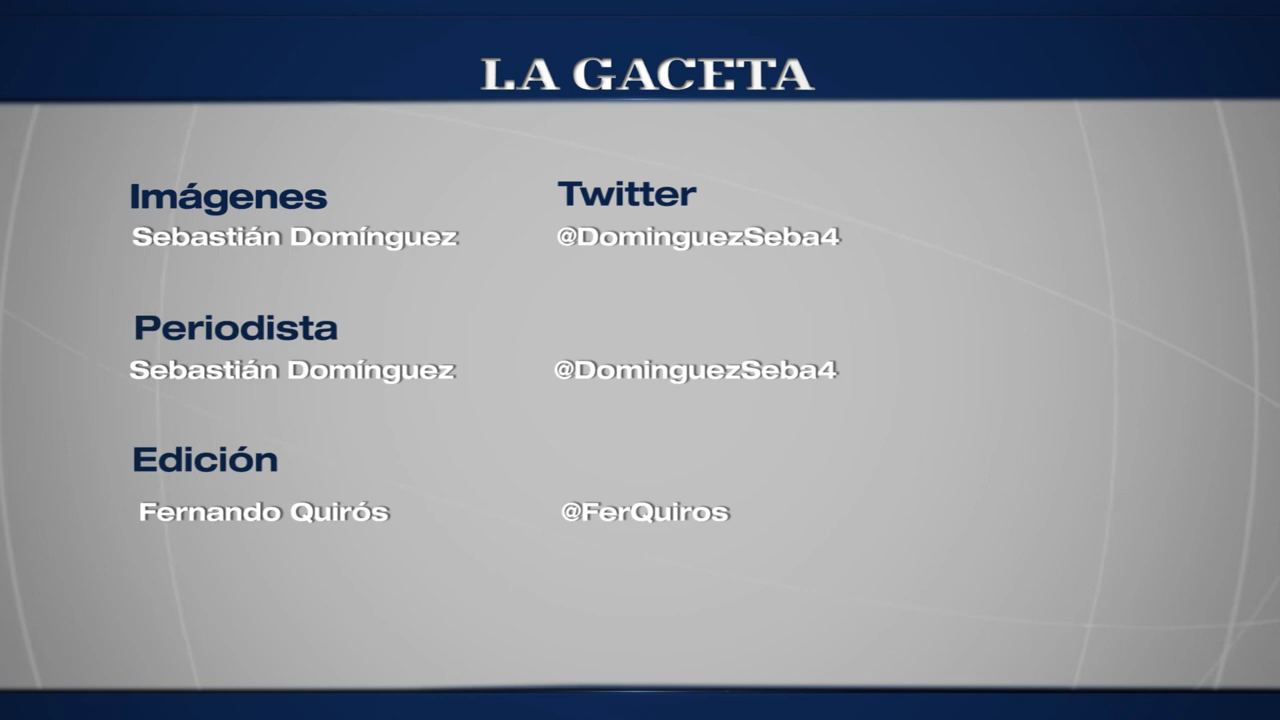 LA GACETA
Imágenes
Twitter
Sebastián Domínguez
@DominguezSeba4
Periodista
Sebastián Domínguez
@DominguezSeba4
Edición
Fernando Quirós
@FerQuiros